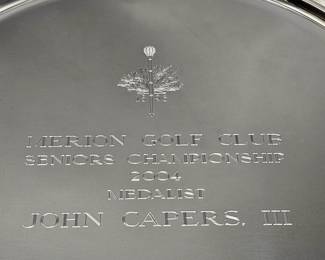 MERION GOLF CLUB
SENIORS CHAMPIONSHIP
2004
MEDALIST
JOHN CAPERS, III